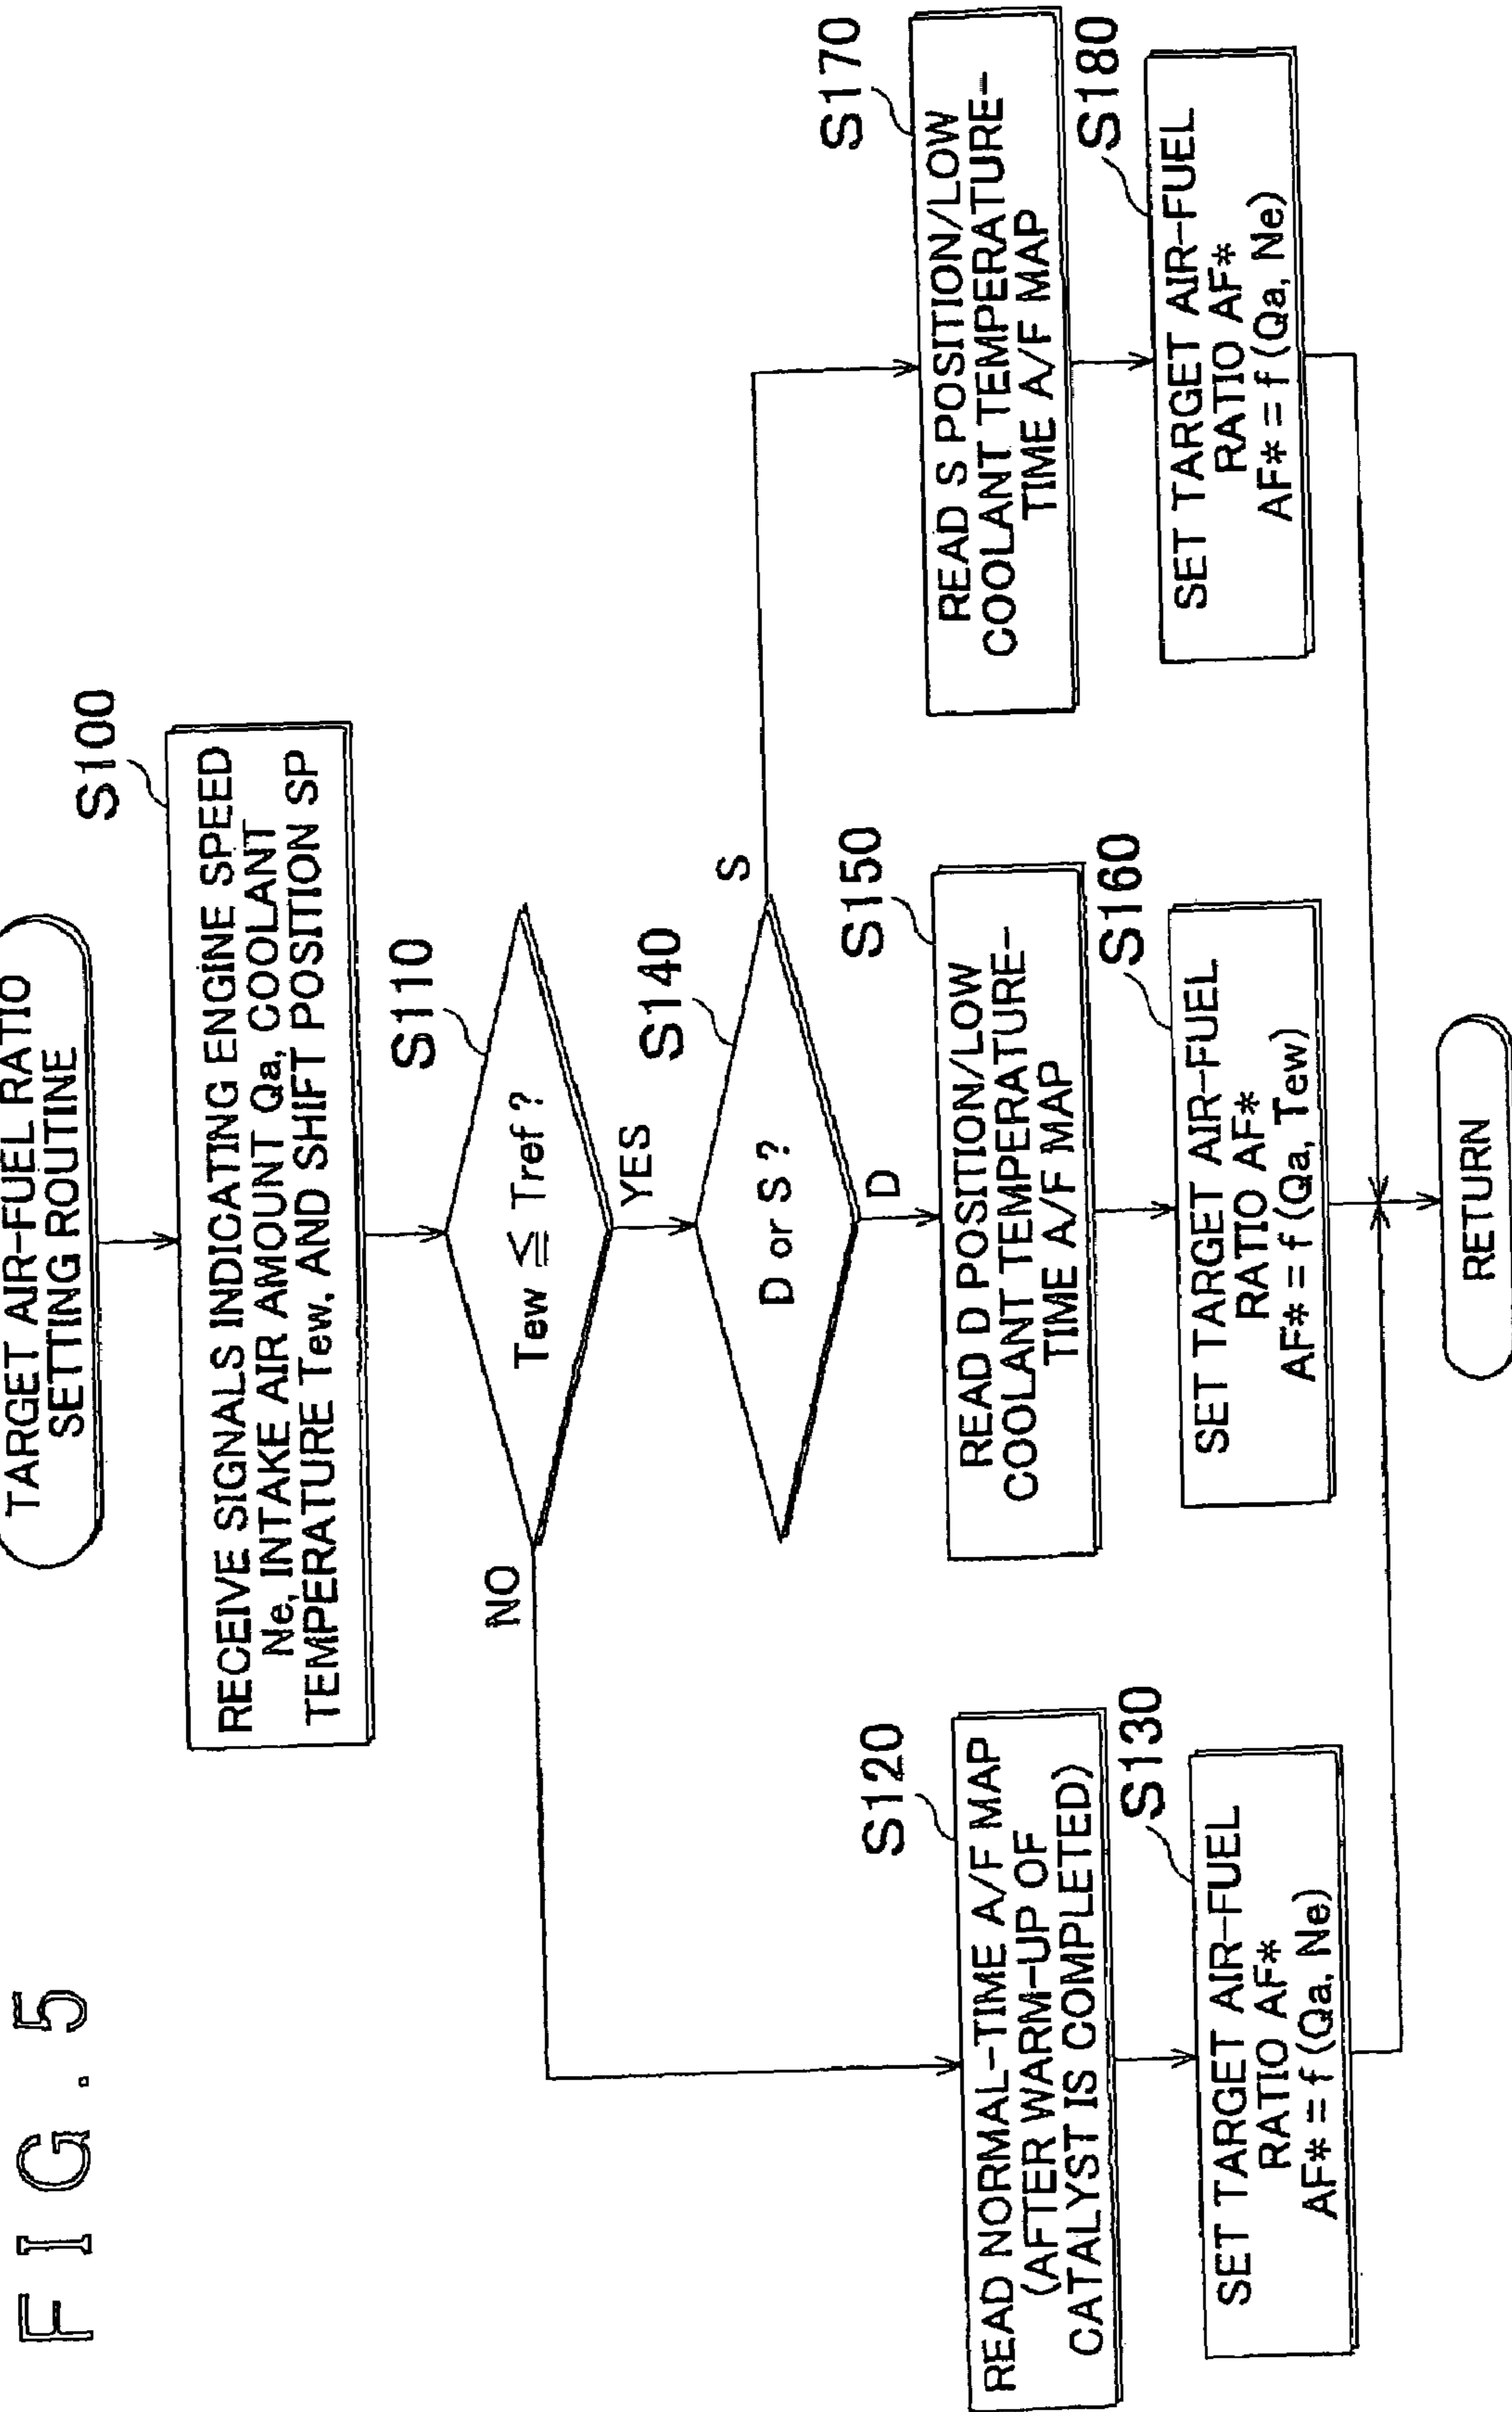 FIG. 5
TARGET AIR-FUEL RATIO
SETTING ROUTINE
S100
RECEIVE SIGNALS INDICATING ENGINE SPEED
Ne, INTAKE AIR AMOUNT Qa, COOLANT
TEMPERATURE Tew, AND SHIFT POSITION SP
S110
Tew ≦ Tref ?
NO
YES
S140
D or S ?
S
D
S120
READ NORMAL-TIME A/F MAP
(AFTER WARM-UP OF
CATALYST IS COMPLETED)
S130
SET TARGET AIR-FUEL
RATIO AF*
AF* = f (Qa, Ne)
S150
READ D POSITION/LOW
COOLANT TEMPERATURE-
TIME A/F MAP
S160
SET TARGET AIR-FUEL
RATIO AF*
AF* = f (Qa, Tew)
S170
READ S POSITION/LOW
COOLANT TEMPERATURE-
TIME A/F MAP
S180
SET TARGET AIR-FUEL
RATIO AF*
AF* = f (Qa, Ne)
RETURN